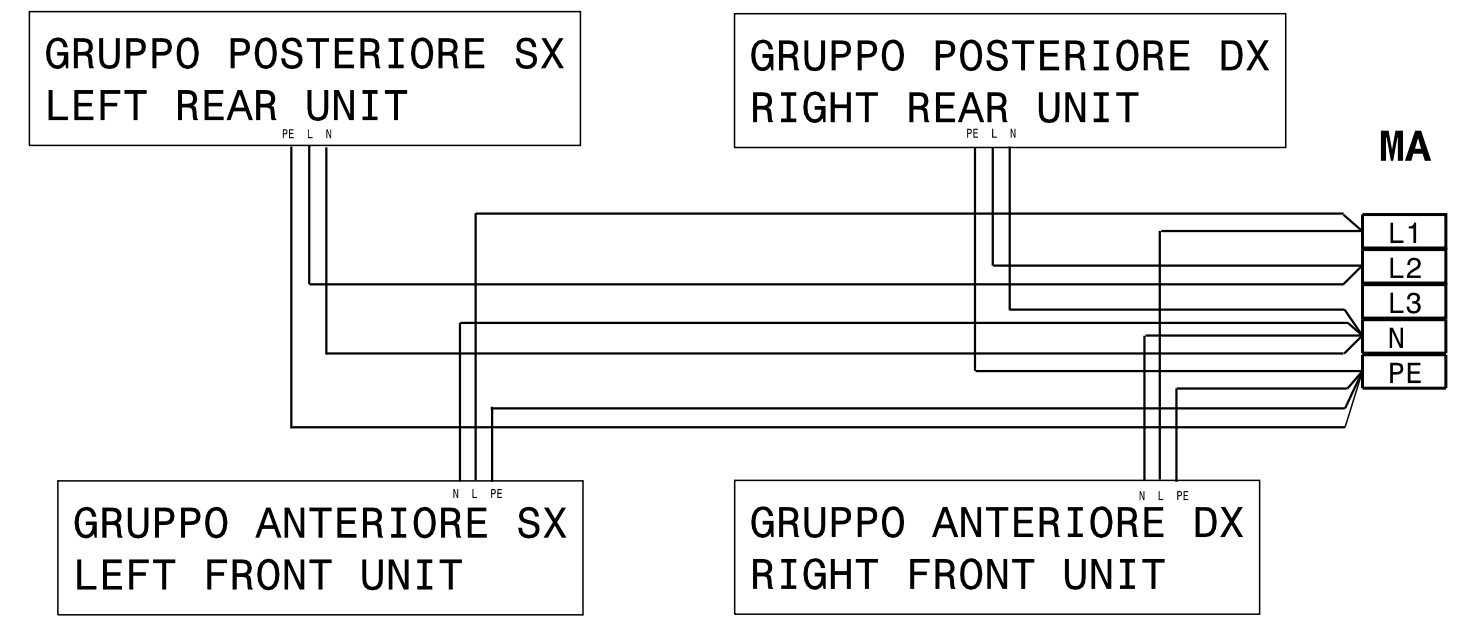 GRUPPO POSTERIORE SX
LEFT REAR UNIT
PE L N
GRUPPO POSTERIORE DX
RIGHT REAR UNIT
PE L N
MA
L1
L2
L3
N
PE
N L PE
GRUPPO ANTERIORE SX
LEFT FRONT UNIT
N L PE
GRUPPO ANTERIORE DX
RIGHT FRONT UNIT